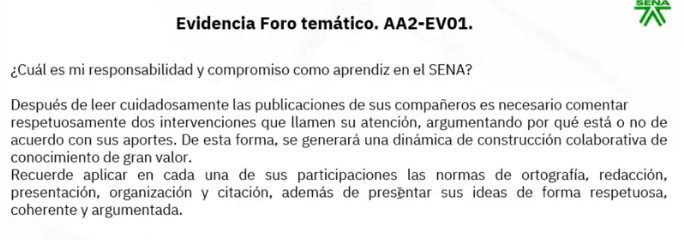 SENA
Evidencia Foro temático. AA2-EV01.
¿Cuál es mi responsabilidad y compromiso como aprendiz en el SENA?
Después de leer cuidadosamente las publicaciones de sus compañeros es necesario comentar
respetuosamente dos intervenciones que llamen su atención, argumentando por qué está o no de
acuerdo con sus aportes. De esta forma, se generará una dinámica de construcción colaborativa de
conocimiento de gran valor.
Recuerde aplicar en cada una de sus participaciones las normas de ortografía, redacción,
presentación, organización y citación, además de presentar sus ideas de forma respetuosa,
coherente y argumentada.